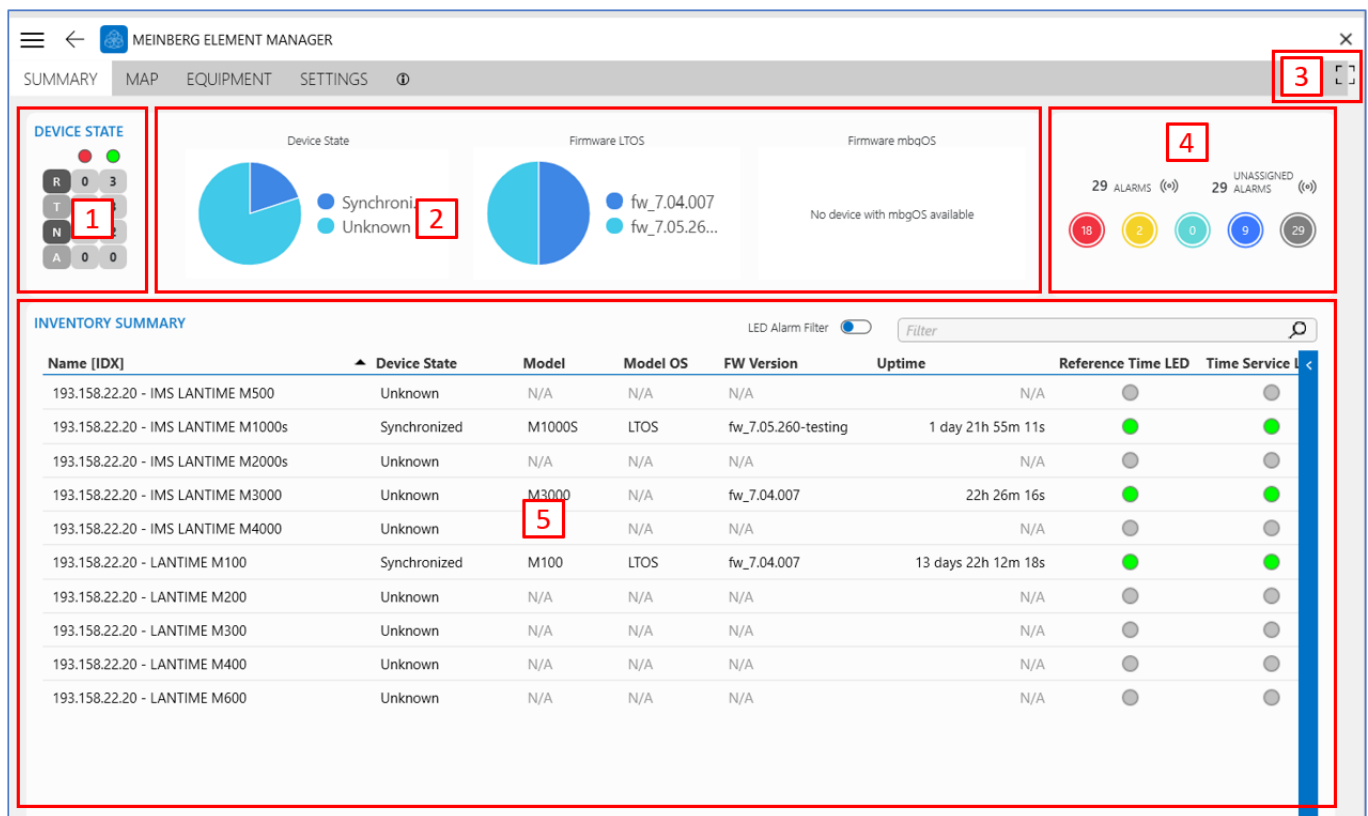 MEINBERG ELEMENT MANAGER
SUMMARY MAP EQUIPMENT SETTINGS
3
DEVICE STATE
R 0 3
T
N
A 0 0
1
Device State
Synchroni...
Unknown
2
Firmware LTOS
fw_7.04.007
fw_7.05.26...
Firmware mbgOS
No device with mbgOS available
4
29 ALARMS
29 UNASSIGNED ALARMS
18 2 0 9 29
INVENTORY SUMMARY
LED Alarm Filter
Filter
Name [IDX] Device State Model Model OS FW Version Uptime Reference Time LED Time Service L
193.158.22.20 - IMS LANTIME M500 Unknown N/A N/A N/A N/A
193.158.22.20 - IMS LANTIME M1000s Synchronized M1000S LTOS fw_7.05.260-testing 1 day 21h 55m 11s
193.158.22.20 - IMS LANTIME M2000s Unknown N/A N/A N/A N/A
193.158.22.20 - IMS LANTIME M3000 Unknown M3000 N/A fw_7.04.007 22h 26m 16s
5
193.158.22.20 - IMS LANTIME M4000 Unknown N/A N/A N/A
193.158.22.20 - LANTIME M100 Synchronized M100 LTOS fw_7.04.007 13 days 22h 12m 18s
193.158.22.20 - LANTIME M200 Unknown N/A N/A N/A N/A
193.158.22.20 - LANTIME M300 Unknown N/A N/A N/A N/A
193.158.22.20 - LANTIME M400 Unknown N/A N/A N/A N/A
193.158.22.20 - LANTIME M600 Unknown N/A N/A N/A N/A